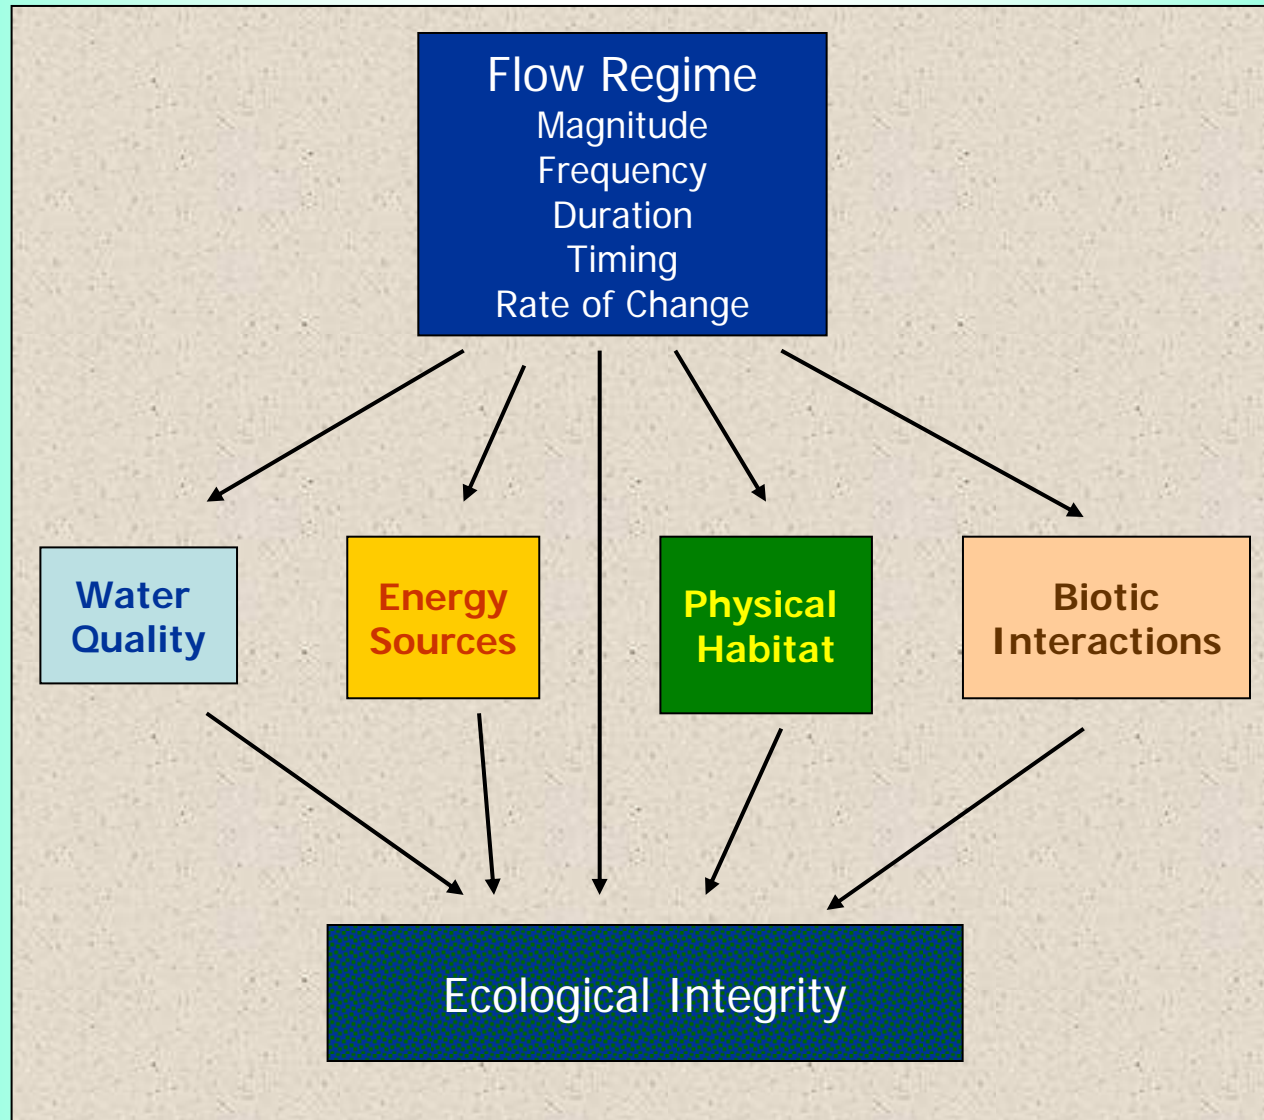 Flow Regime
Magnitude
Frequency
Duration
Timing
Rate of Change
Water
Quality
Energy
Sources
Physical
Habitat
Biotic
Interactions
Ecological Integrity